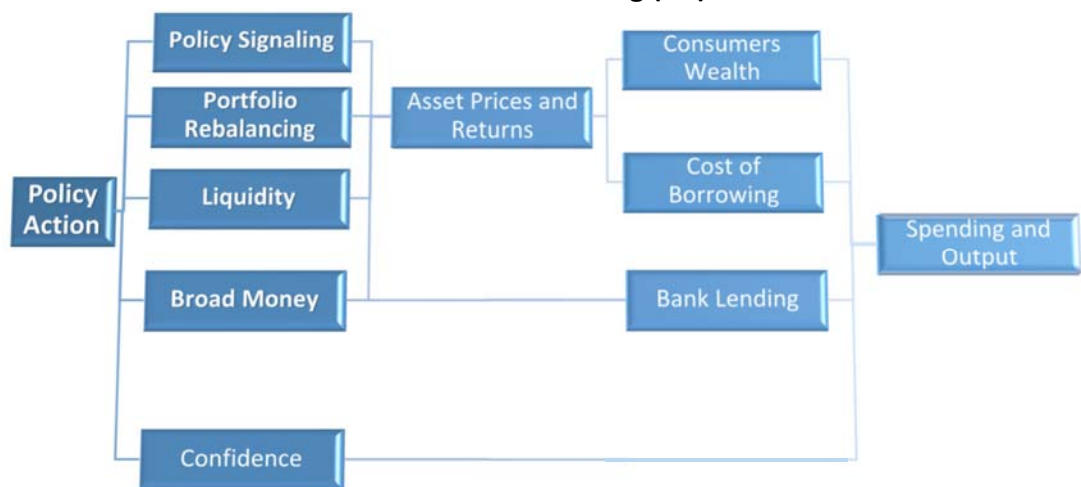 Policy Signaling
Portfolio
Rebalancing
Liquidity
Broad Money
Confidence
Policy
Action
Asset Prices and
Returns
Consumers
Wealth
Cost of
Borrowing
Bank Lending
Spending and
Output